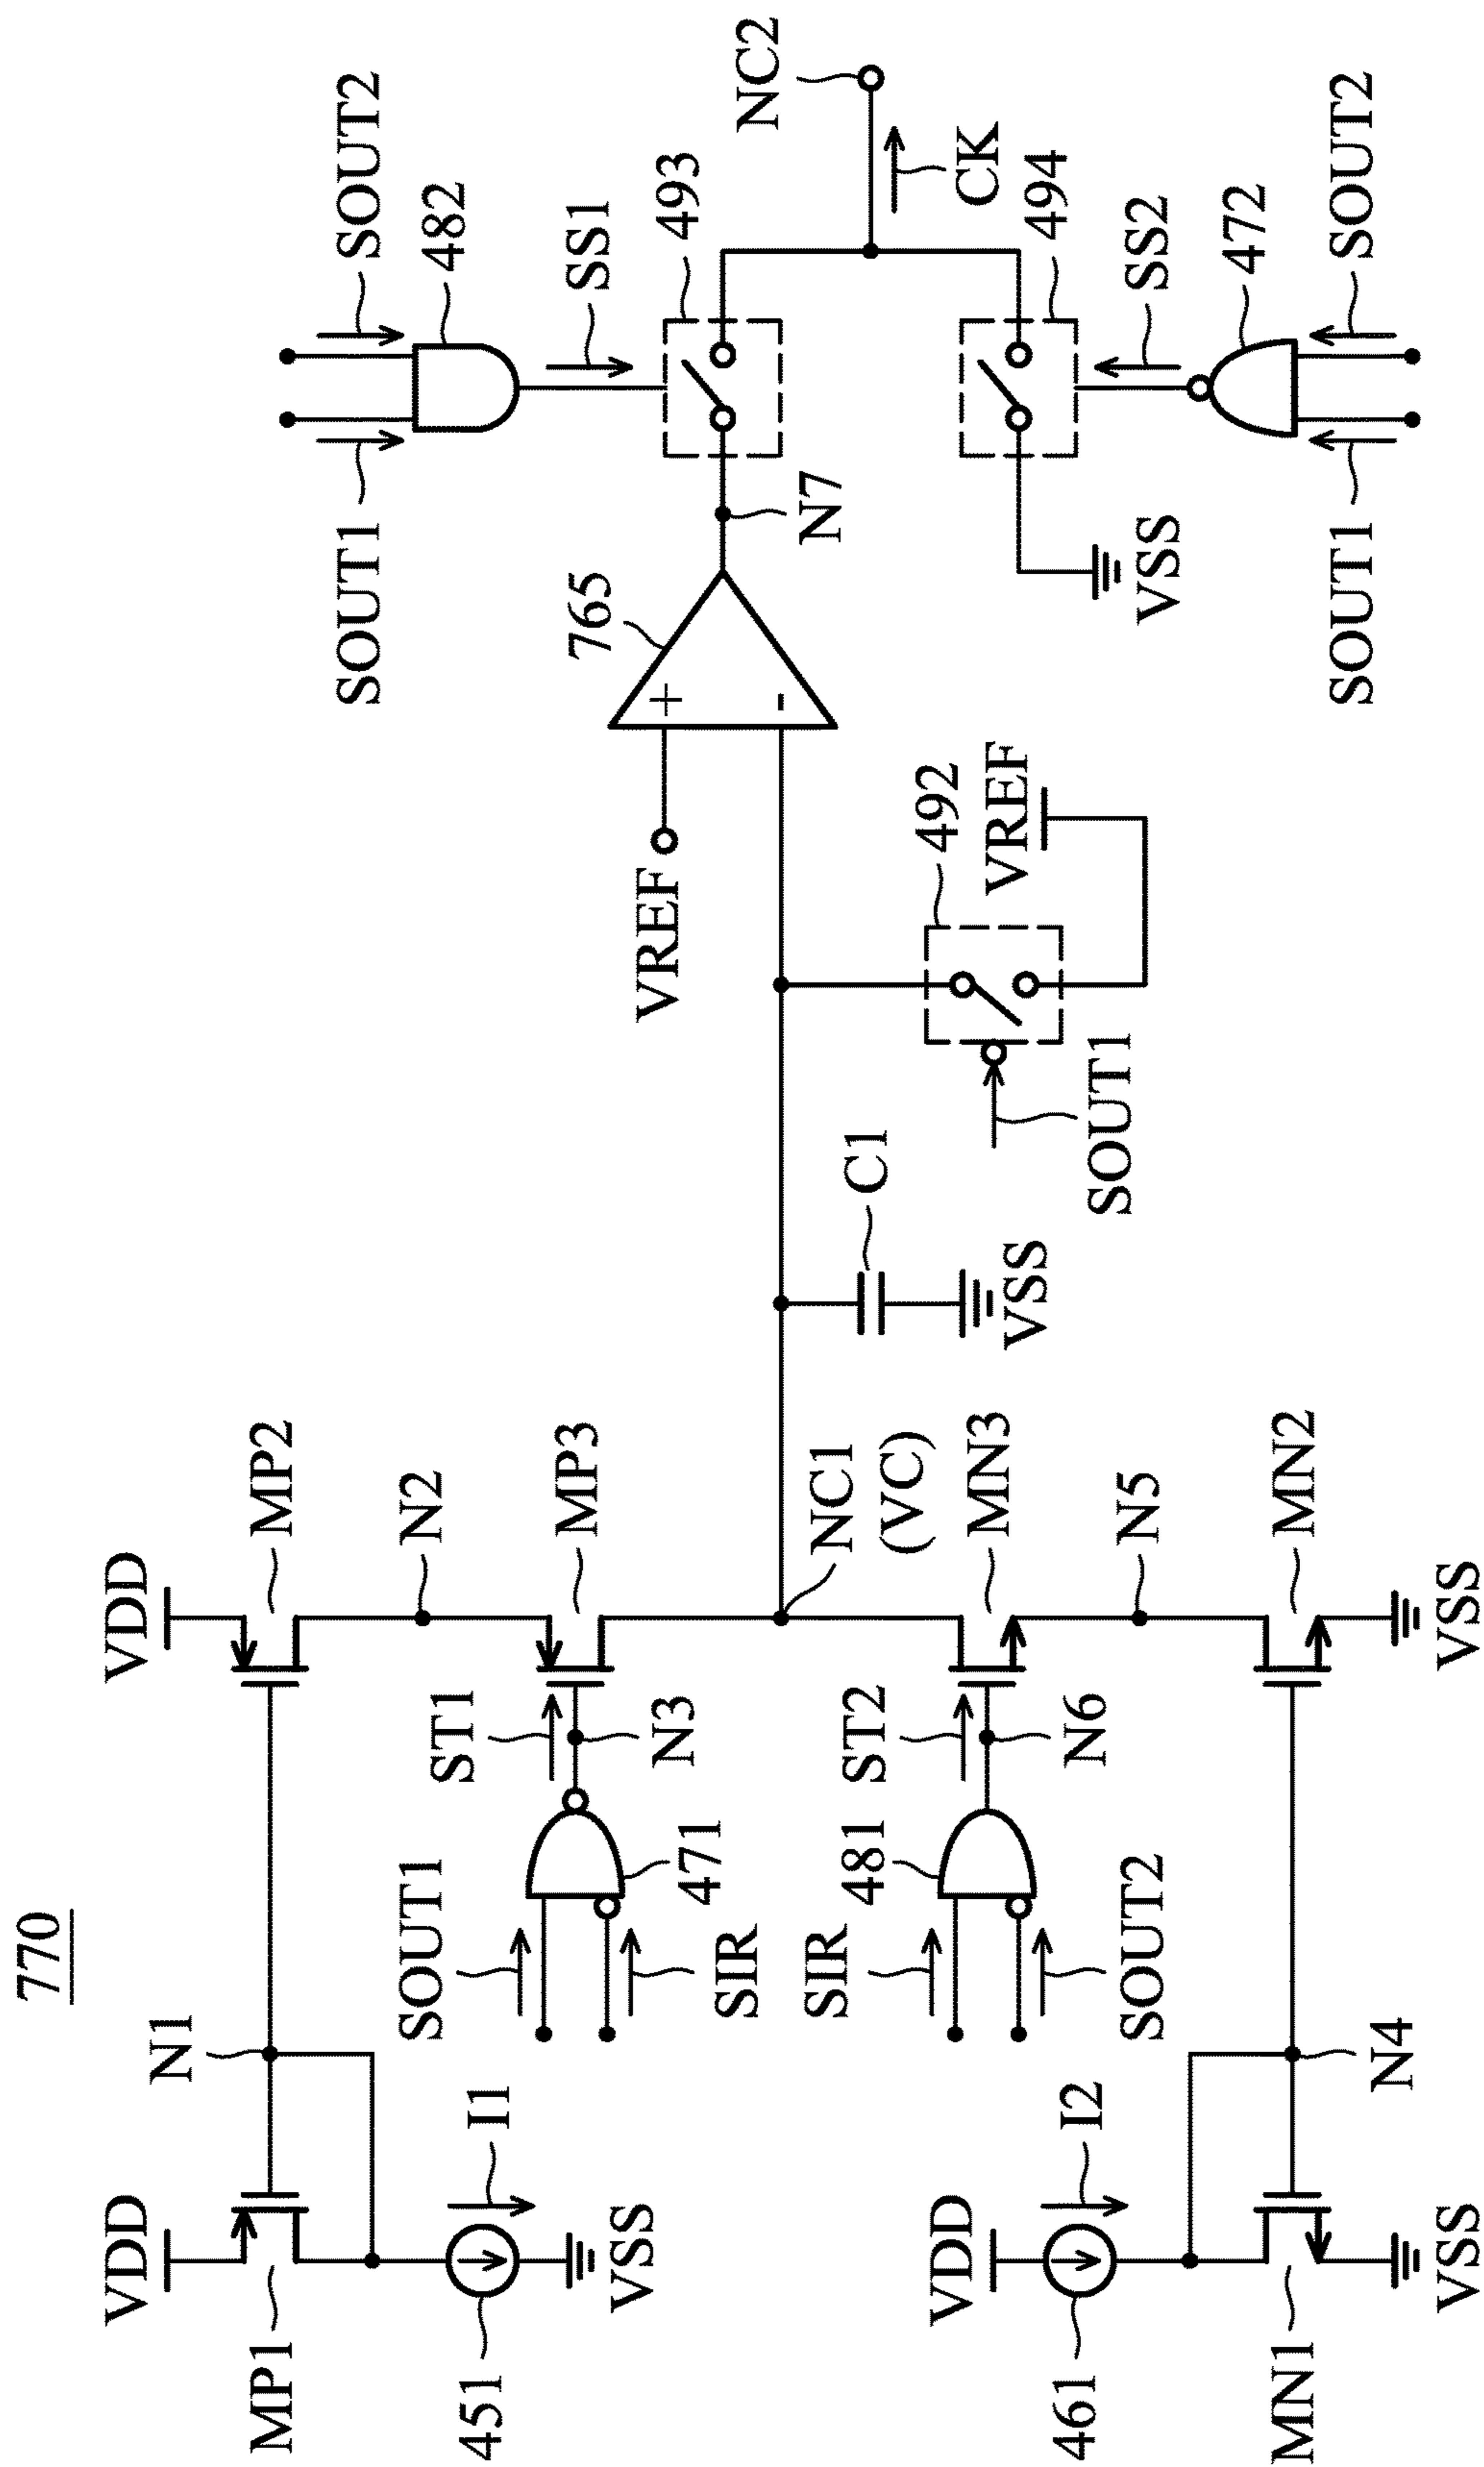 770
VDD
MP1
N1
451
I1
VSS
VDD
461
I2
MN1
N4
VSS
VDD
MP2
N2
SOUT1
ST1
MP3
SIR
471
N3
NC1
(VC)
SIR
ST2
MN3
481
SOUT2
N6
N5
MN2
VSS
C1
VSS
SOUT1
492
VREF
VREF
+
-
765
N7
SOUT1
SOUT2
482
SS1
493
NC2
CK
494
VSS
SS2
472
SOUT1
SOUT2